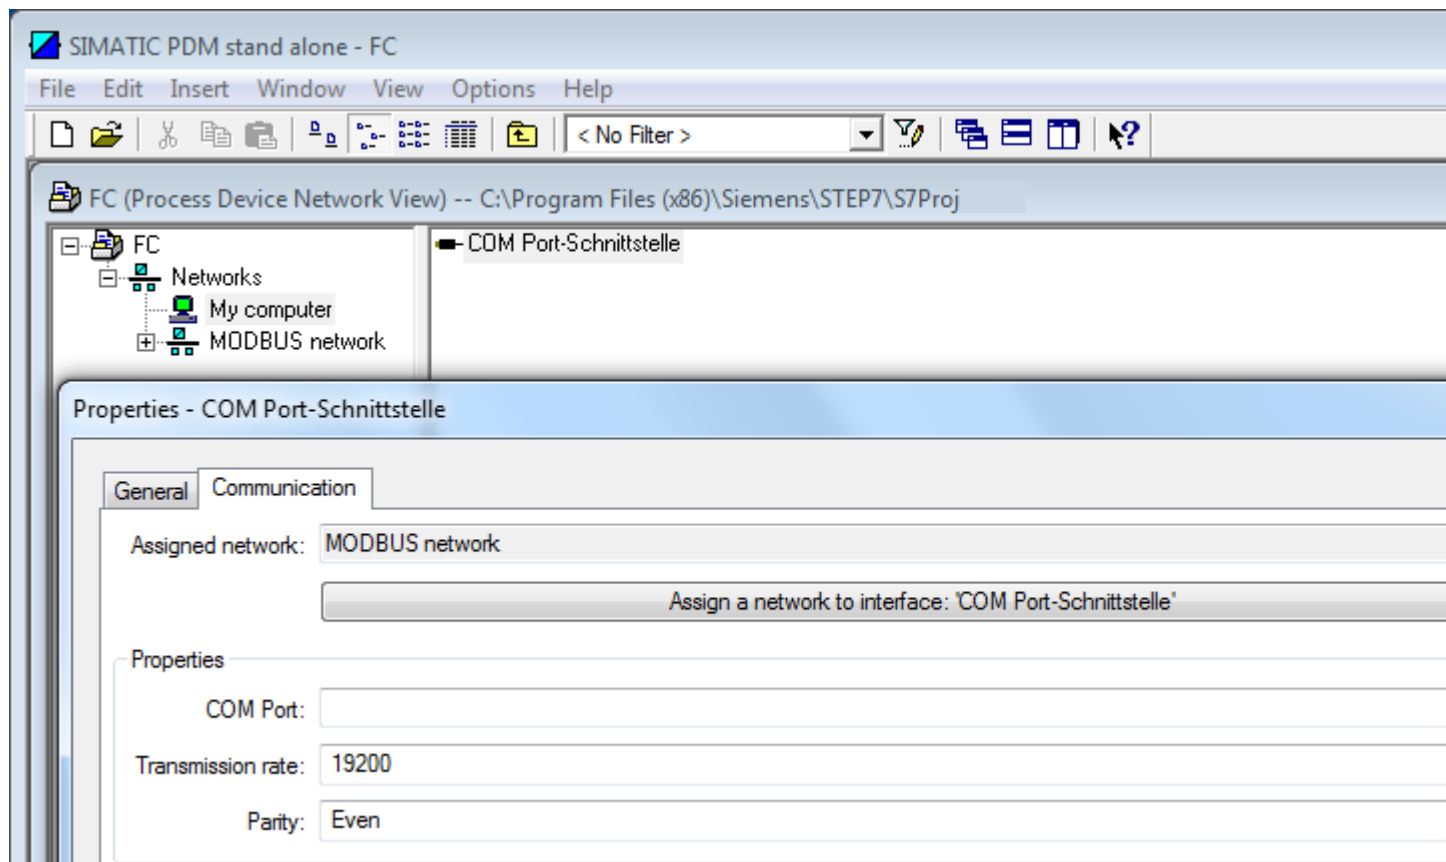 SIMATIC PDM stand alone - FC
File Edit Insert Window View Options Help
< No Filter >
FC (Process Device Network View) -- C:\Program Files (x86)\Siemens\STEP7\S7Proj
FC
COM Port-Schnittstelle
Networks
My computer
MODBUS network
Properties - COM Port-Schnittstelle
General Communication
Assigned network: MODBUS network
Assign a network to interface: 'COM Port-Schnittstelle'
Properties
COM Port:
Transmission rate: 19200
Parity: Even